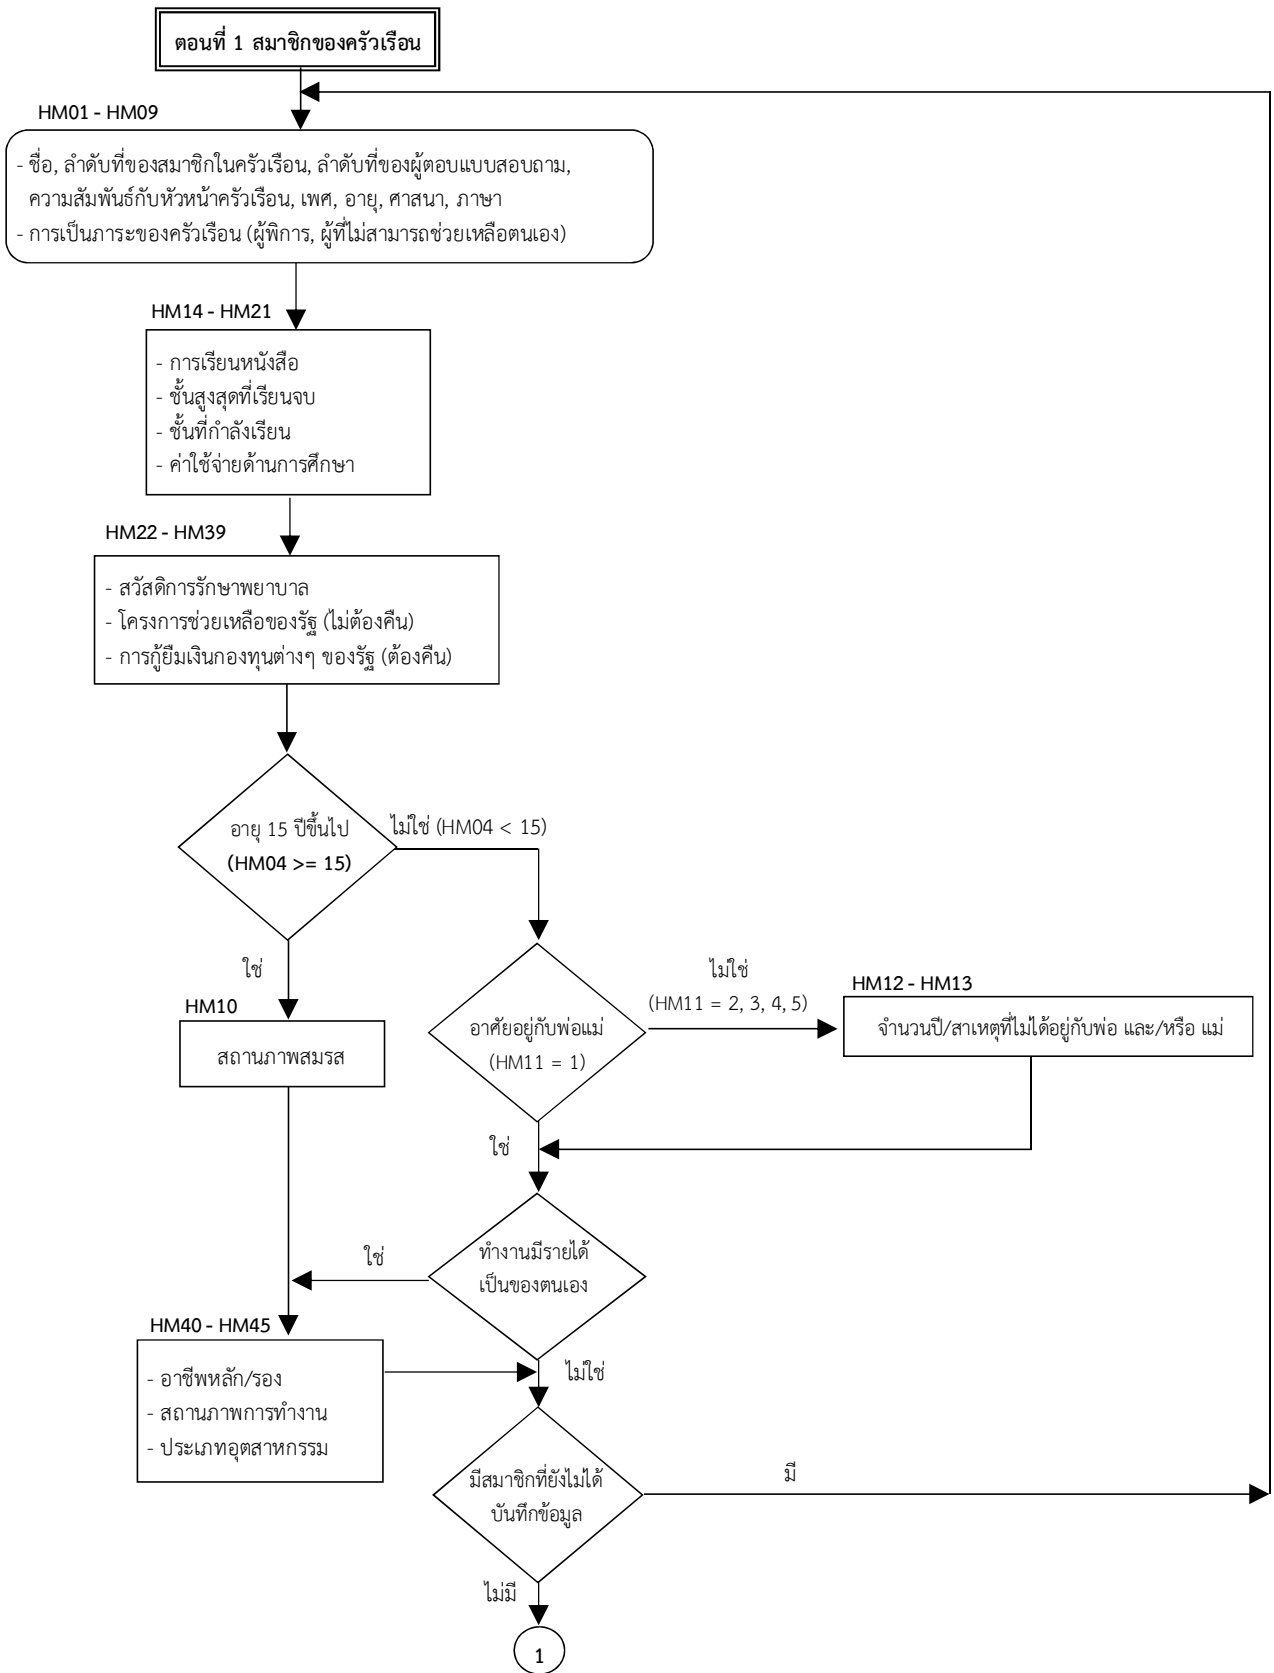 ตอนที่ 1 สมาชิกของครัวเรือน
HM01 - HM09
- ชื่อ, ลำดับที่ของสมาชิกในครัวเรือน, ลำดับที่ของผู้ตอบแบบสอบถาม,
ความสัมพันธ์กับหัวหน้าครัวเรือน, เพศ, อายุ, ศาสนา, ภาษา
- การเป็นภาระของครัวเรือน (ผู้พิการ, ผู้ที่ไม่สามารถช่วยเหลือตนเอง)
HM14 - HM21
- การเรียนหนังสือ
- ชั้นสูงสุดที่เรียนจบ
- ชั้นที่กำลังเรียน
- ค่าใช้จ่ายด้านการศึกษา
HM22 - HM39
- สวัสดิการรักษาพยาบาล
- โครงการช่วยเหลือของรัฐ (ไม่ต้องคืน)
- การกู้ยืมเงินกองทุนต่างๆ ของรัฐ (ต้องคืน)
อายุ 15 ปีขึ้นไป
(HM04 >= 15)
ไม่ใช่ (HM04 < 15)
ใช่
HM10
สถานภาพสมรส
อาศัยอยู่กับพ่อแม่
(HM11 = 1)
ไม่ใช่
(HM11 = 2, 3, 4, 5)
HM12 - HM13
จำนวนปี/สาเหตุที่ไม่ได้อยู่กับพ่อ และ/หรือ แม่
ใช่
ทำงานมีรายได้
เป็นของตนเอง
ใช่
HM40 - HM45
- อาชีพหลัก/รอง
- สถานภาพการทำงาน
- ประเภทอุตสาหกรรม
ไม่ใช่
มีสมาชิกที่ยังไม่ได้
บันทึกข้อมูล
มี
ไม่มี
1